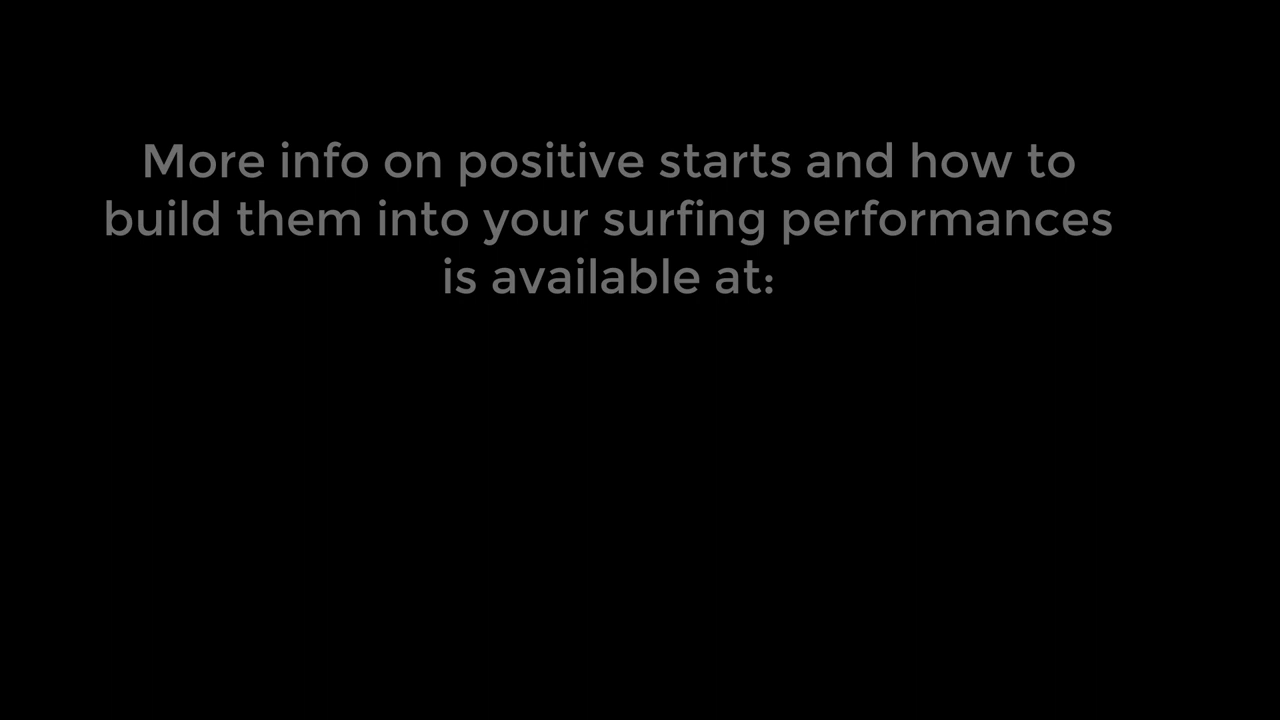 More info on positive starts and how to
build them into your surfing performances
is available at: